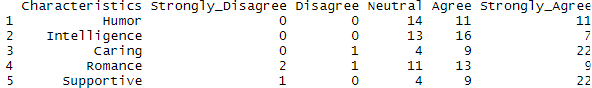 Characteristics Strongly_Disagree Disagree Neutral Agree Strongly_Agree
1 Humor 0 0 14 11 11
2 Intelligence 0 0 13 16 7
3 Caring 0 1 4 9 22
4 Romance 2 1 11 13 9
5 Supportive 1 0 4 9 22